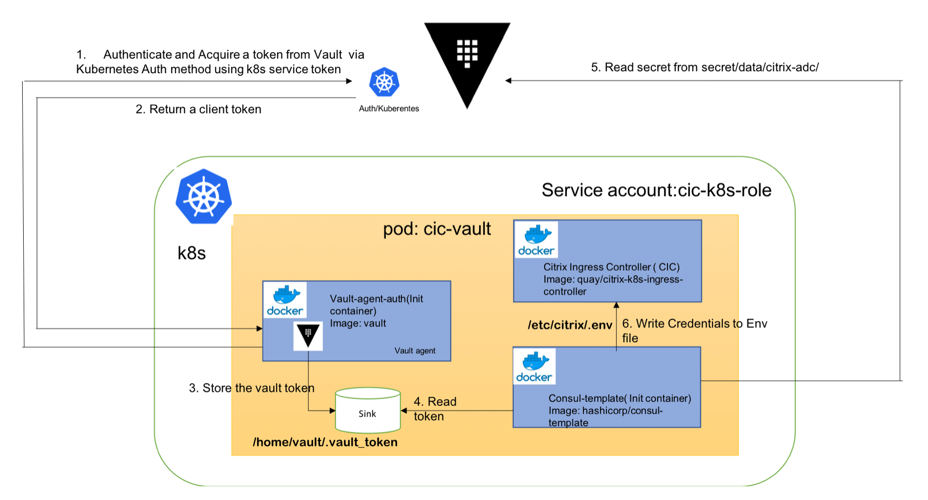 1. Authenticate and Acquire a token from Vault via
Kubernetes Auth method using k8s service token
5. Read secret from secret/data/citrix-adc/
2. Return a client token
Auth/Kuberentes
Service account:cic-k8s-role
k8s
pod: cic-vault
docker
Citrix Ingress Controller ( CIC)
Image: quay/citrix-k8s-ingress-
controller
docker
Vault-agent-auth(Init
container)
Image: vault
Vault agent
/etc/citrix/.env
6. Write Credentials to Env
file
docker
Consul-template( Init container)
Image: hashicorp/consul-
template
3. Store the vault token
Sink
4. Read
token
/home/vault/.vault_token